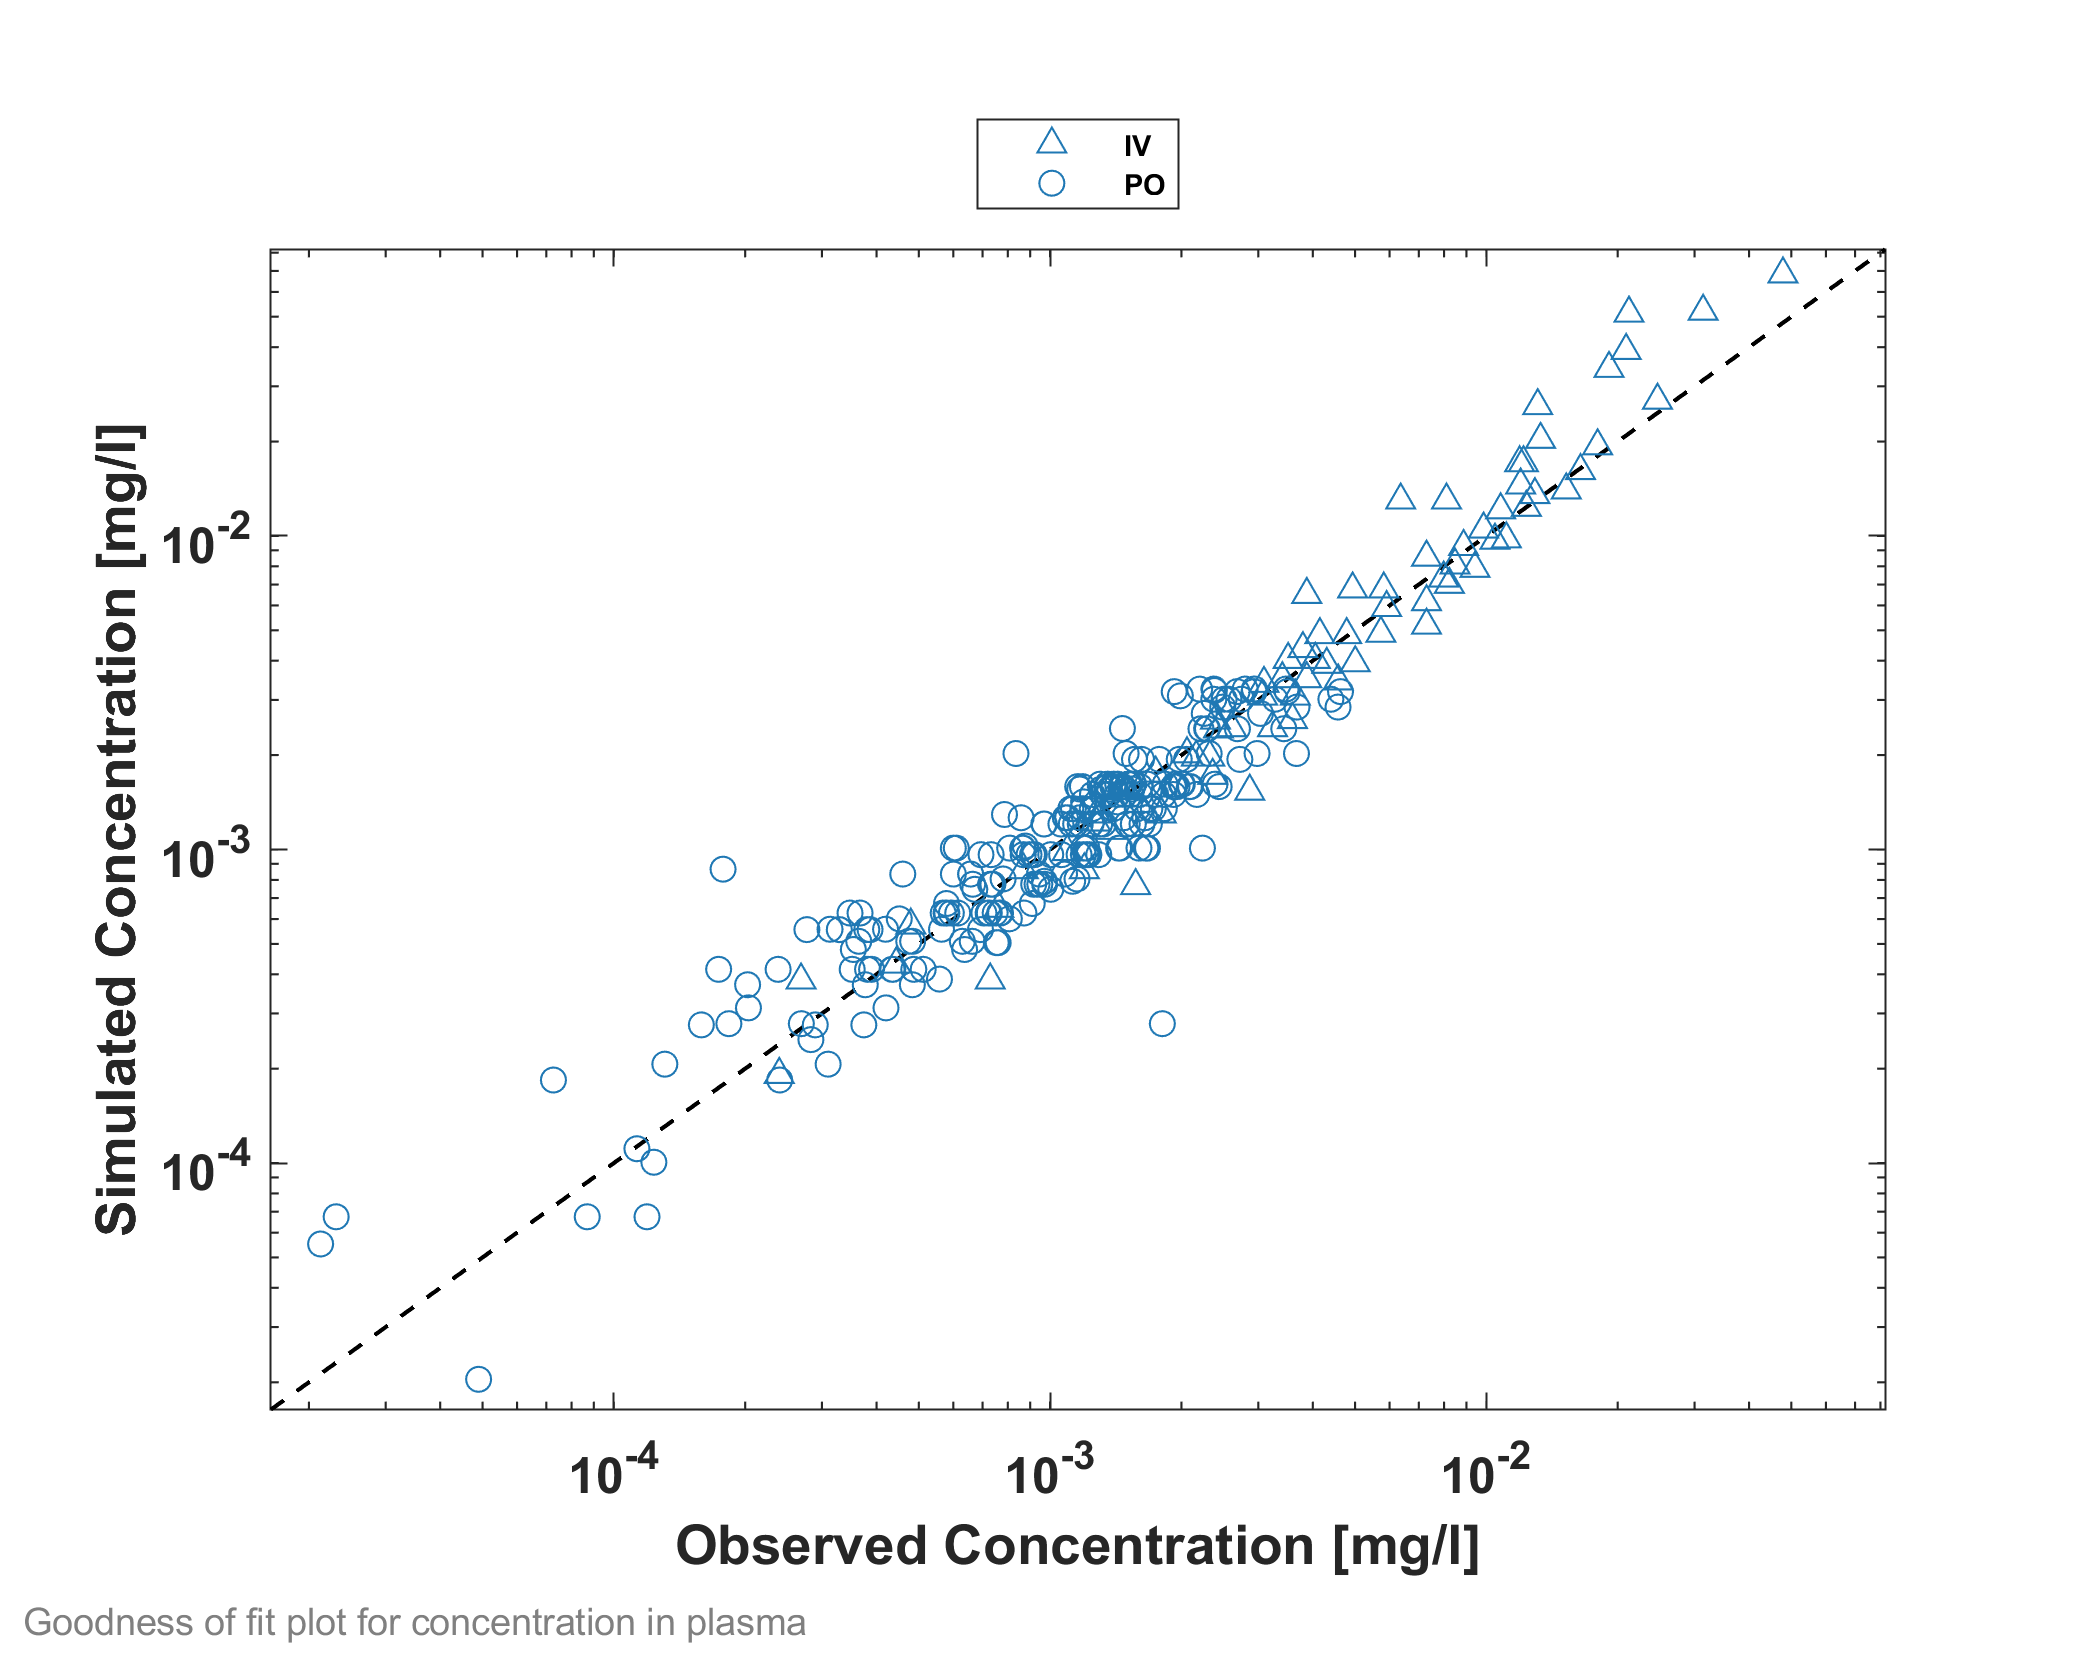 IV
PO
Simulated Concentration [mg/l]
10^-2
10^-3
10^-4
10^-4 10^-3 10^-2
Observed Concentration [mg/l]
Goodness of fit plot for concentration in plasma